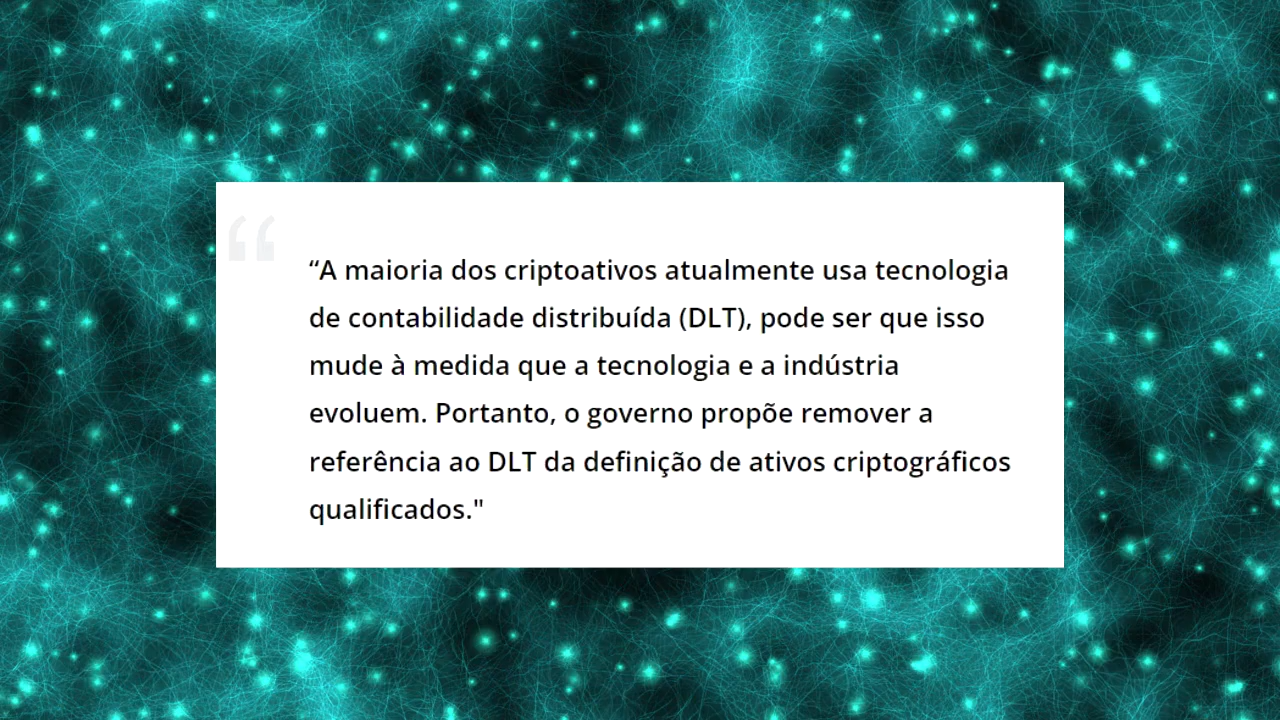 “A maioria dos criptoativos atualmente usa tecnologia
de contabilidade distribuída (DLT), pode ser que isso
mude à medida que a tecnologia e a indústria
evoluem. Portanto, o governo propõe remover a
referência ao DLT da definição de ativos criptográficos
qualificados."